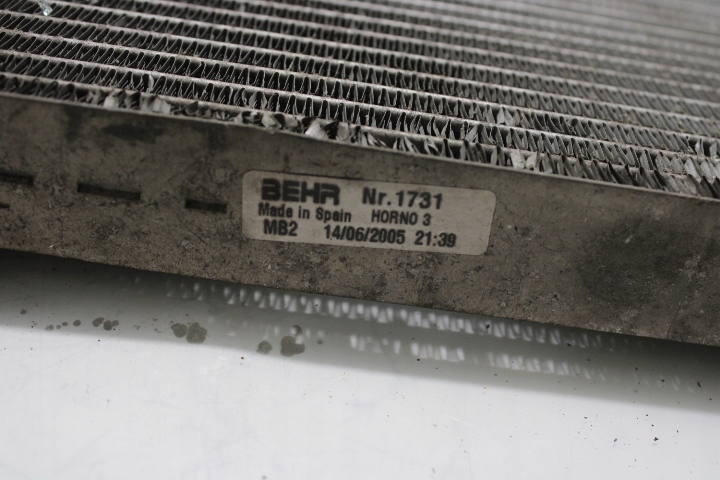 BEHR Nr.1731
Made in Spain HORNO 3
MB2 14/06/2005 21:39